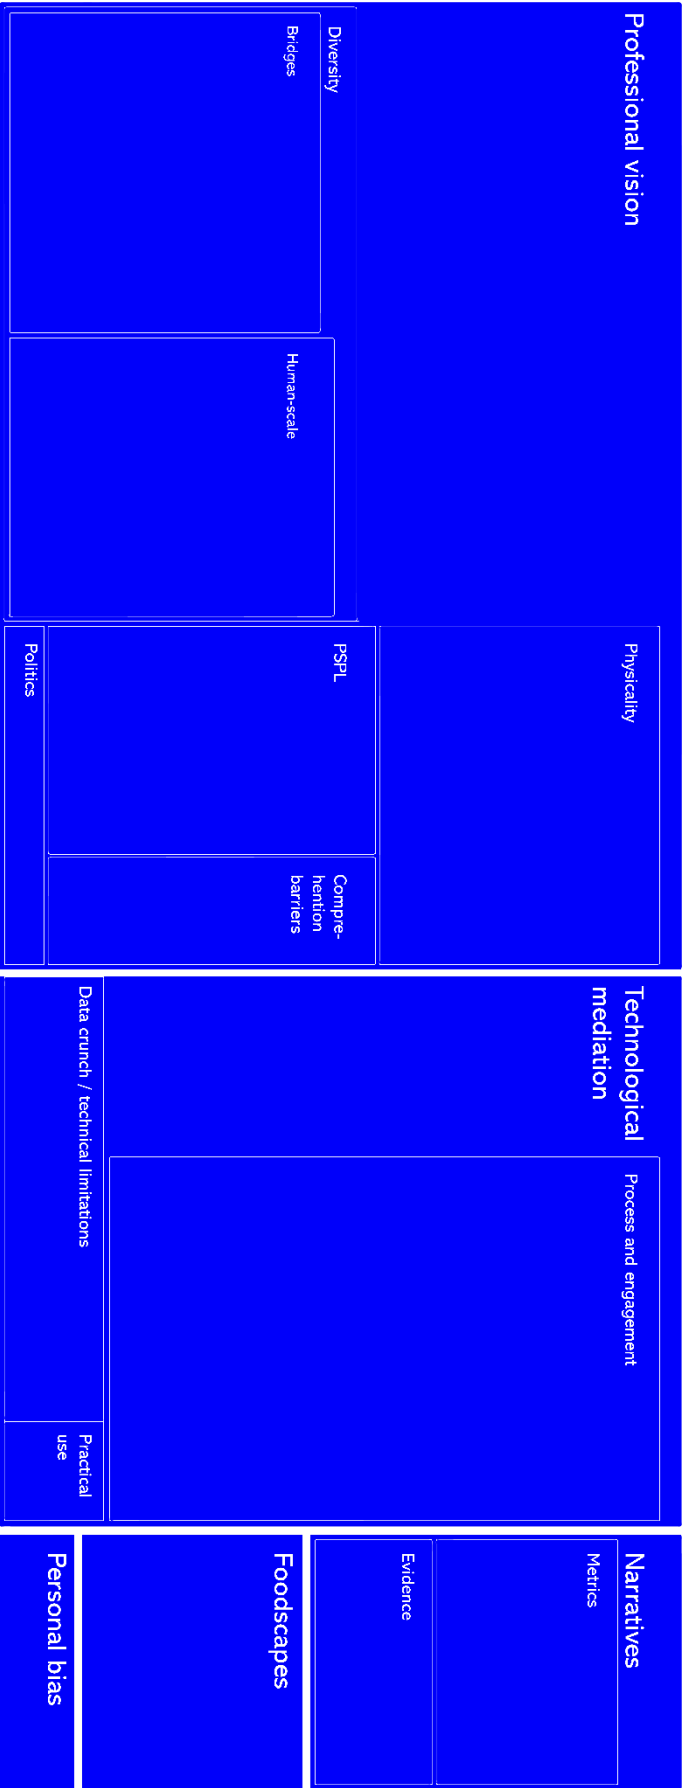 Professional vision
Diversity
Bridges
Human-scale
Physicality
PSPL
Compre-
hention
barriers
Politics
Technological
mediation
Process and engagement
Data crunch / technical limitations
Practical
use
Narratives
Metrics
Evidence
Foodscapes
Personal bias